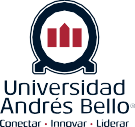 Universidad
Andrés Bello®
Conectar • Innovar • Liderar